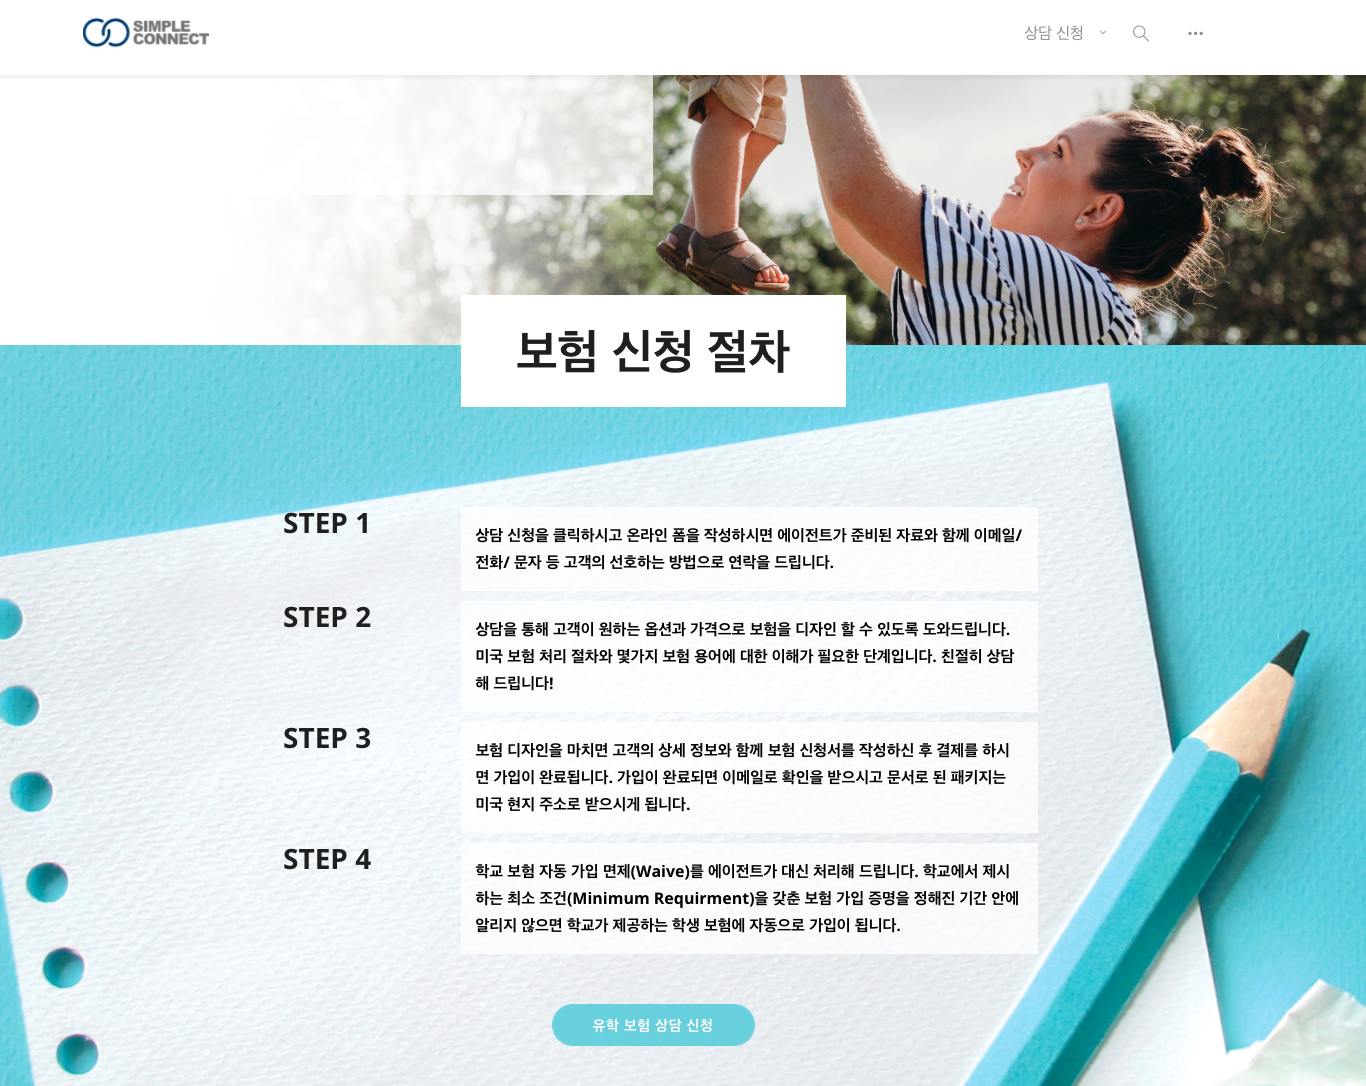 SIMPLE
CONNECT
상담 신청
보험 신청 절차
STEP 1
상담 신청을 클릭하시고 온라인 폼을 작성하시면 에이전트가 준비된 자료와 함께 이메일/
전화/ 문자 등 고객의 선호하는 방법으로 연락을 드립니다.
STEP 2
상담을 통해 고객이 원하는 옵션과 가격으로 보험을 디자인 할 수 있도록 도와드립니다.
미국 보험 처리 절차와 몇가지 보험 용어에 대한 이해가 필요한 단계입니다. 친절히 상담
해 드립니다!
STEP 3
보험 디자인을 마치면 고객의 상세 정보와 함께 보험 신청서를 작성하신 후 결제를 하시
면 가입이 완료됩니다. 가입이 완료되면 이메일로 확인을 받으시고 문서로 된 패키지는
미국 현지 주소로 받으시게 됩니다.
STEP 4
학교 보험 자동 가입 면제(Waive)를 에이전트가 대신 처리해 드립니다. 학교에서 제시
하는 최소 조건(Minimum Requirment)을 갖춘 보험 가입 증명을 정해진 기간 안에
알리지 않으면 학교가 제공하는 학생 보험에 자동으로 가입이 됩니다.
유학 보험 상담 신청